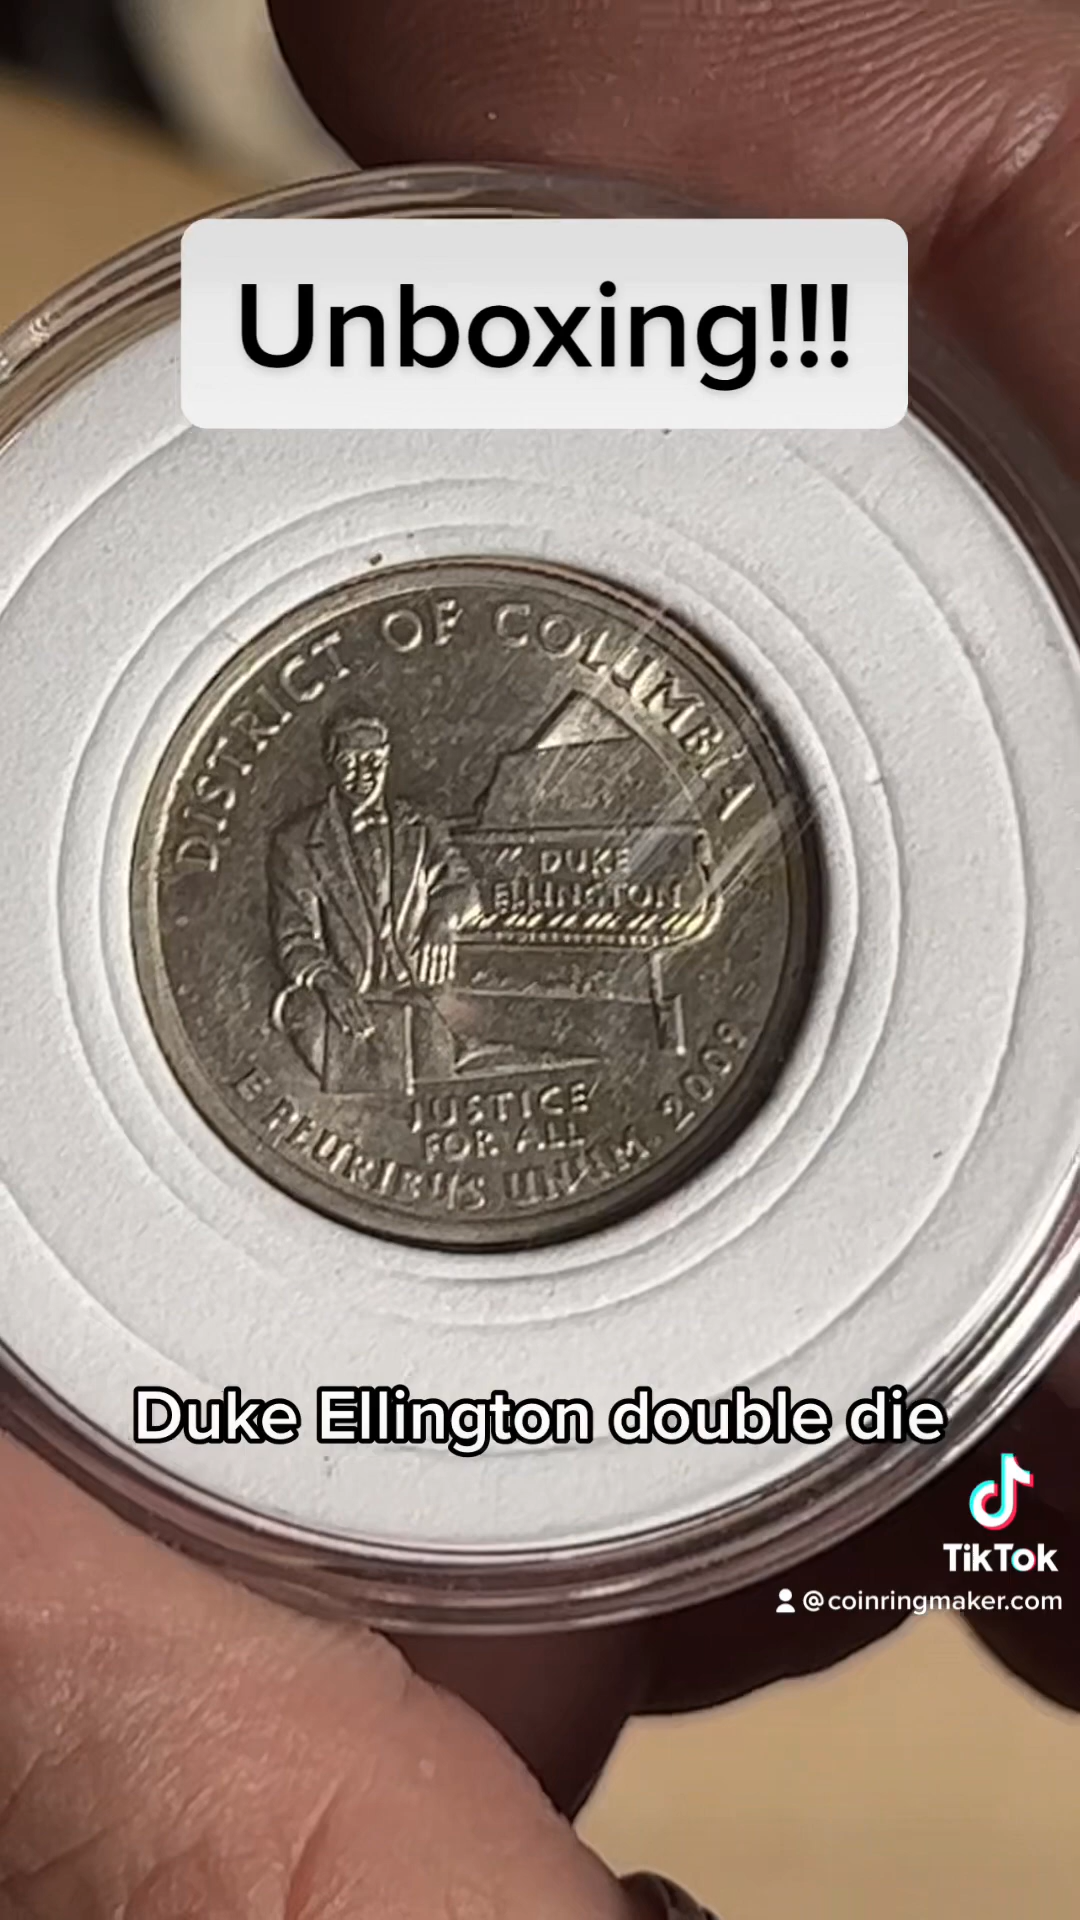 Unboxing!!!
DISTRICT OF COLUMBIA
DUKE
ELLINGTON
JUSTICE
FOR ALL
E PLURIBUS UNUM 2009
Duke Ellington double die
TikTok
@coinringmaker.com